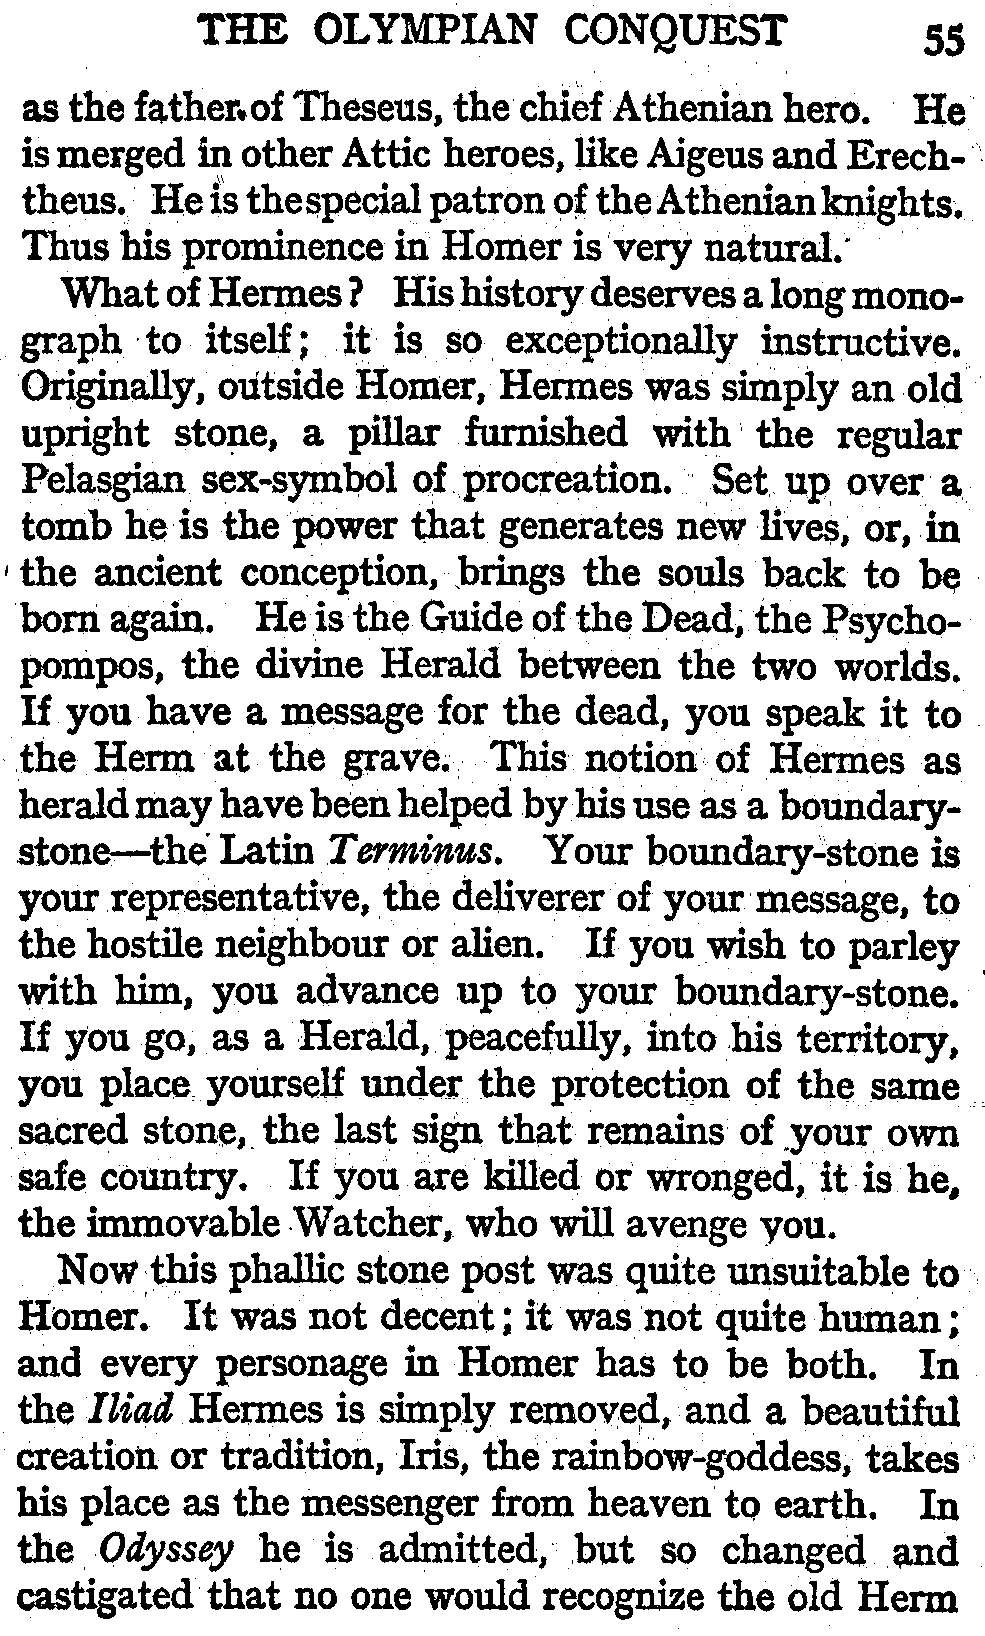 THE OLYMPIAN CONQUEST 55
as the father of Theseus, the chief Athenian hero. He
is merged in other Attic heroes, like Aigeus and Erech-
theus. He is the special patron of the Athenian knights.
Thus his prominence in Homer is very natural.
What of Hermes? His history deserves a long mono-
graph to itself; it is so exceptionally instructive.
Originally, outside Homer, Hermes was simply an old
upright stone, a pillar furnished with the regular
Pelasgian sex-symbol of procreation. Set up over a
tomb he is the power that generates new lives, or, in
the ancient conception, brings the souls back to be
born again. He is the Guide of the Dead, the Psycho-
pompos, the divine Herald between the two worlds.
If you have a message for the dead, you speak it to
the Herm at the grave. This notion of Hermes as
herald may have been helped by his use as a boundary-
stone—the Latin Terminus. Your boundary-stone is
your representative, the deliverer of your message, to
the hostile neighbour or alien. If you wish to parley
with him, you advance up to your boundary-stone.
If you go, as a Herald, peacefully, into his territory,
you place yourself under the protection of the same
sacred stone, the last sign that remains of your own
safe country. If you are killed or wronged, it is he,
the immovable Watcher, who will avenge you.
Now this phallic stone post was quite unsuitable to
Homer. It was not decent; it was not quite human;
and every personage in Homer has to be both. In
the Iliad Hermes is simply removed, and a beautiful
creation or tradition, Iris, the rainbow-goddess, takes
his place as the messenger from heaven to earth. In
the Odyssey he is admitted, but so changed and
castigated that no one would recognize the old Herm